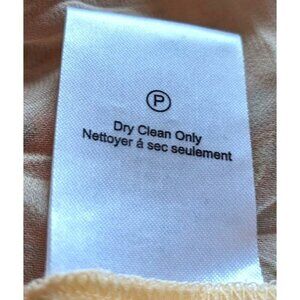 P
Dry Clean Only
Nettoyer á sec seulement